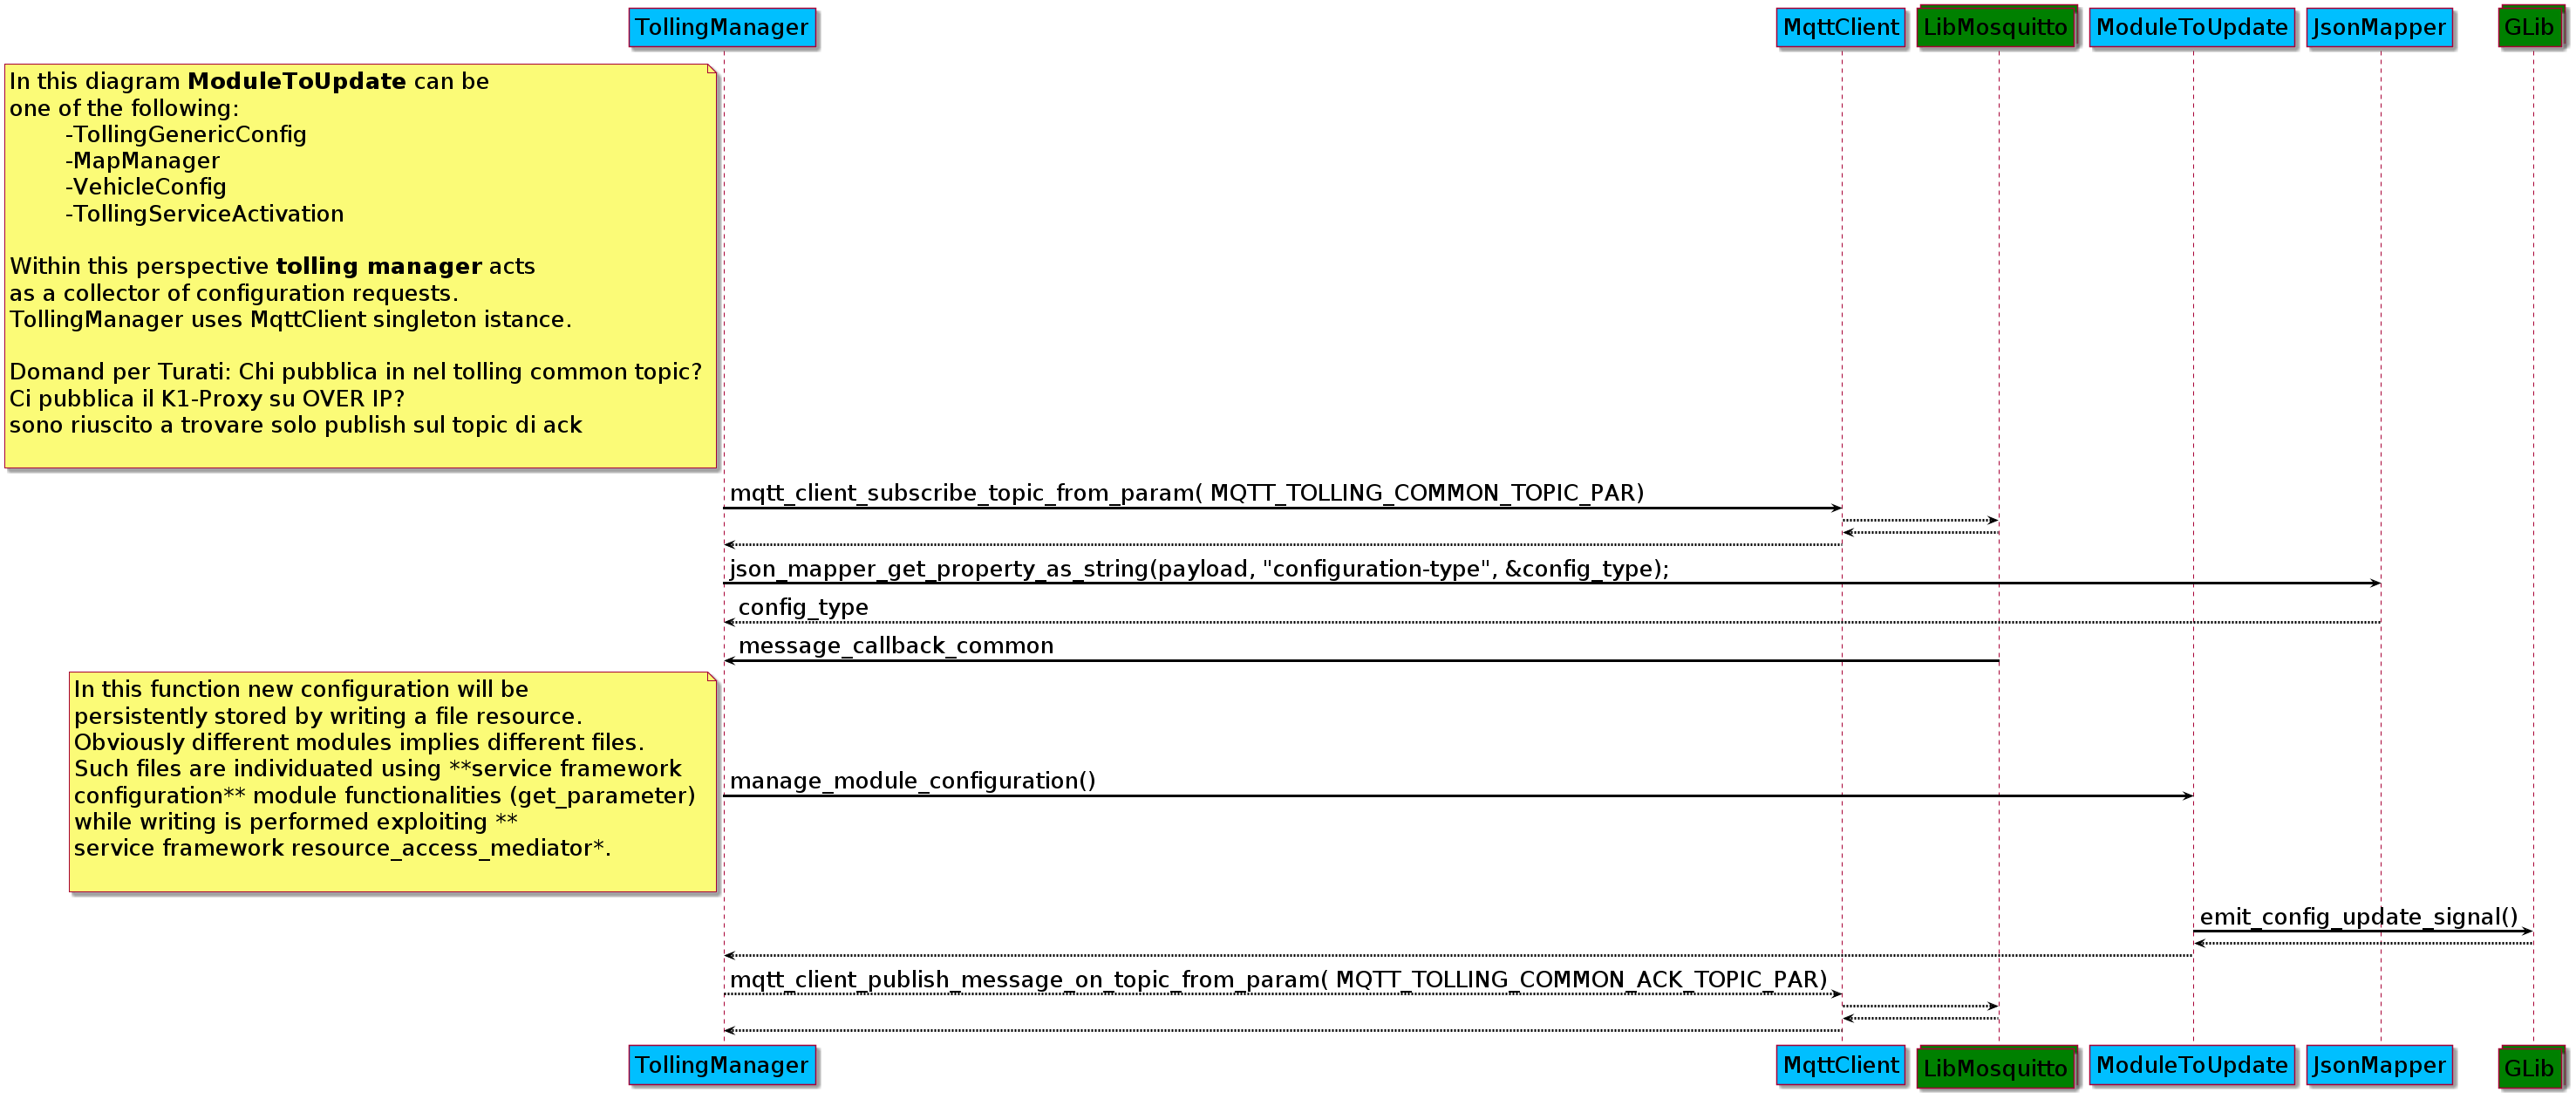 TollingManager
MqttClient
LibMosquitto
ModuleToUpdate
JsonMapper
GLib
In this diagram ModuleToUpdate can be
one of the following:
-TollingGenericConfig
-MapManager
-VehicleConfig
-TollingServiceActivation
Within this perspective tolling manager acts
as a collector of configuration requests.
TollingManager uses MqttClient singleton istance.
Domand per Turati: Chi pubblica in nel tolling common topic?
Ci pubblica il K1-Proxy su OVER IP?
sono riuscito a trovare solo publish sul topic di ack
mqtt_client_subscribe_topic_from_param( MQTT_TOLLING_COMMON_TOPIC_PAR)
json_mapper_get_property_as_string(payload, "configuration-type", &config_type);
config_type
message_callback_common
In this function new configuration will be
persistently stored by writing a file resource.
Obviously different modules implies different files.
Such files are individuated using **service framework
configuration** module functionalities (get_parameter)
while writing is performed exploiting **
service framework resource_access_mediator*.
manage_module_configuration()
emit_config_update_signal()
mqtt_client_publish_message_on_topic_from_param( MQTT_TOLLING_COMMON_ACK_TOPIC_PAR)
TollingManager
MqttClient
LibMosquitto
ModuleToUpdate
JsonMapper
GLib